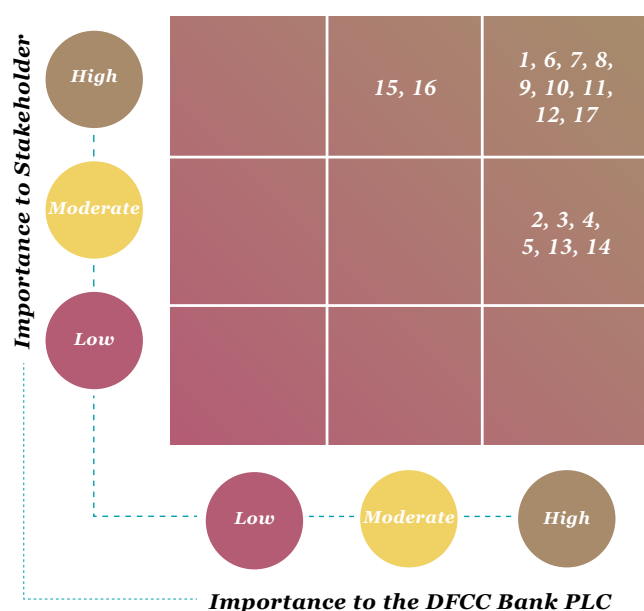 Importance to Stakeholder
High
Moderate
Low
15, 16
1, 6, 7, 8,
9, 10, 11,
12, 17
2, 3, 4,
5, 13, 14
Low
Moderate
High
Importance to the DFCC Bank PLC